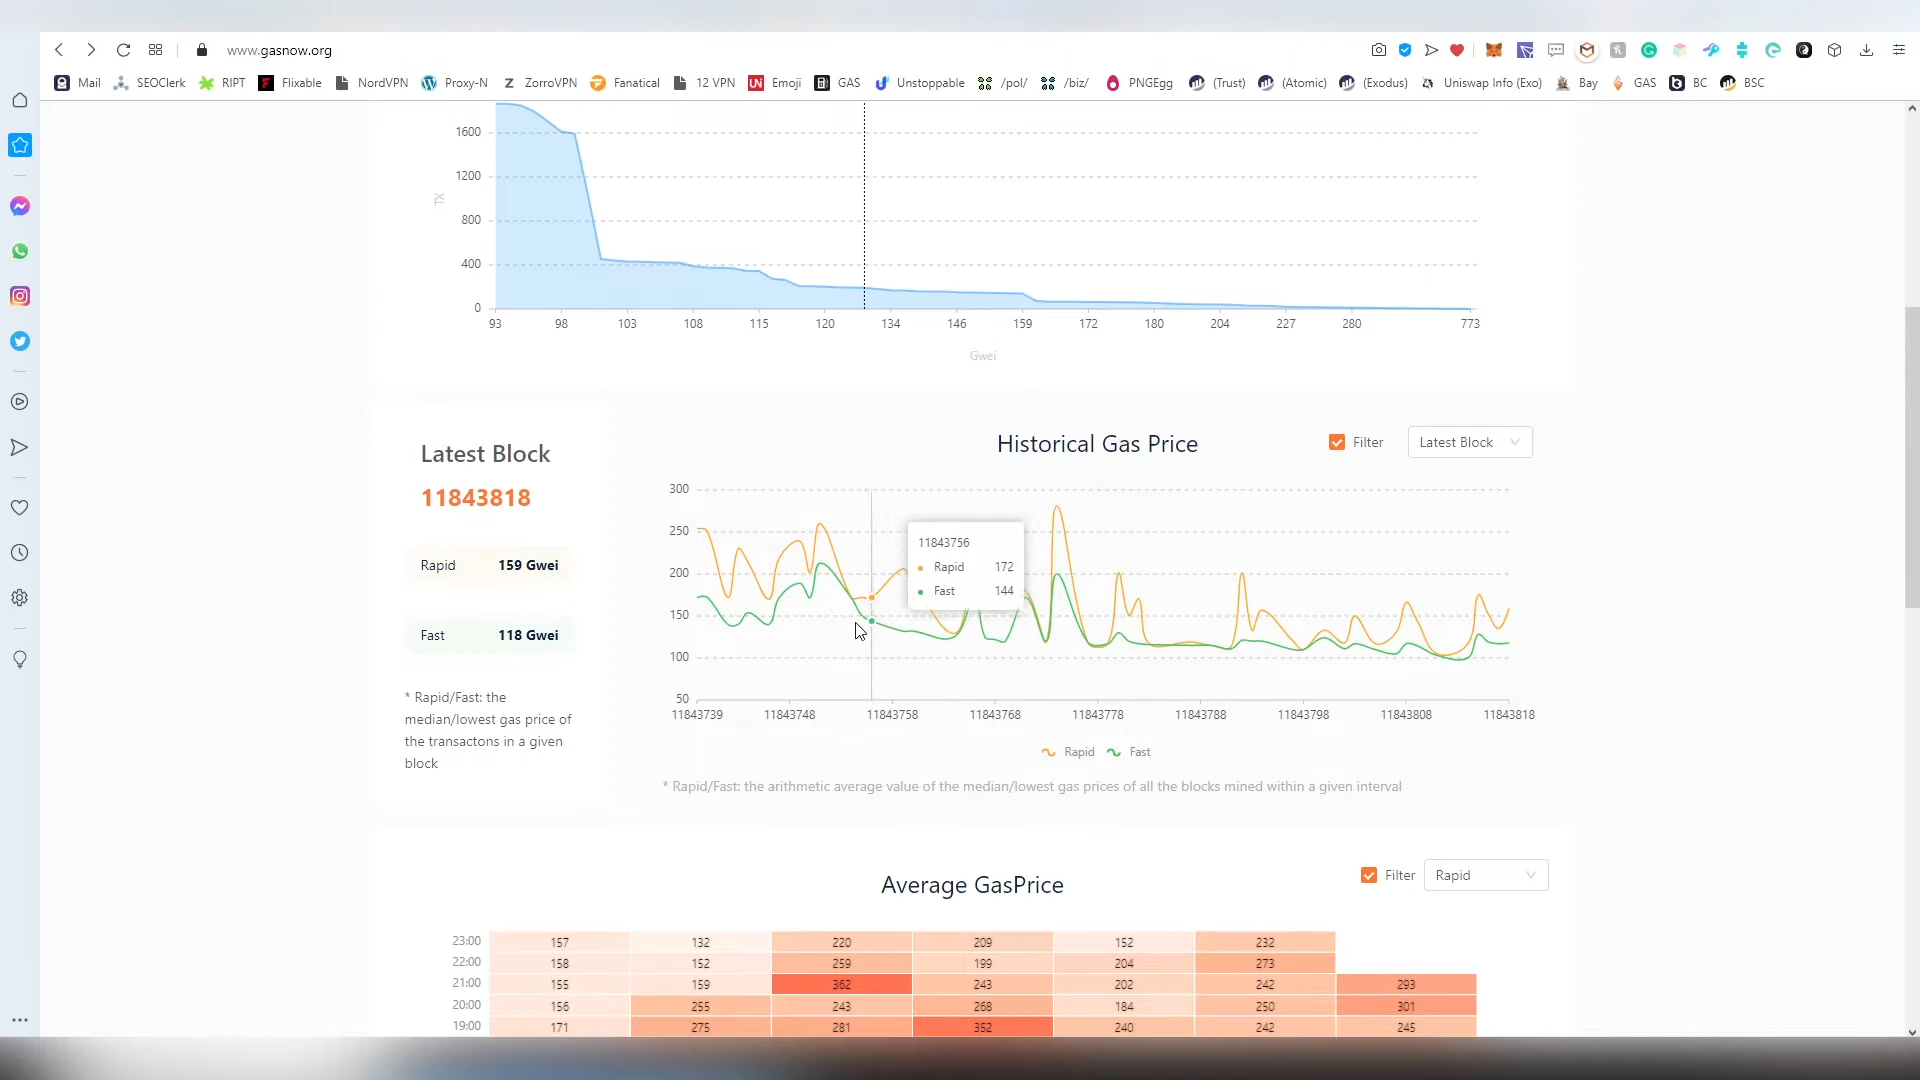 www.gasnow.org
Mail SEOClerk RIPT Flixable NordVPN Proxy-N ZorroVPN Fanatical 12 VPN Emoji GAS Unstoppable /pol/ /biz/ PNGEgg (Trust) (Atomic) (Exodus) Uniswap Info (Exo) Bay GAS BC BSC
1600
1200
TX
800
400
0
93 98 103 108 115 120 134 146 159 172 180 204 227 280 773
Gwei
Latest Block
11843818
Rapid 159 Gwei
Fast 118 Gwei
* Rapid/Fast: the
median/lowest gas price of
the transactons in a given
block
Historical Gas Price
Filter
Latest Block
300
250
200
150
100
50
11843756
Rapid 172
Fast 144
11843739 11843748 11843758 11843768 11843778 11843788 11843798 11843808 11843818
Rapid Fast
* Rapid/Fast: the arithmetic average value of the median/lowest gas prices of all the blocks mined within a given interval
Average GasPrice
Filter
Rapid
23:00 157 132 220 209 152 232
22:00 158 152 259 199 204 273
21:00 155 159 362 243 202 242 293
20:00 156 255 243 268 184 250 301
19:00 171 275 281 352 240 242 245